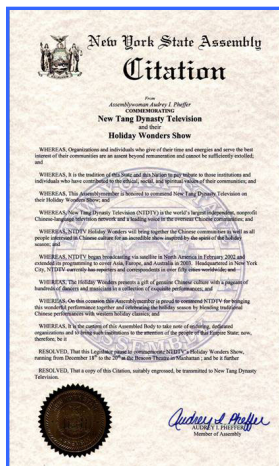 New York State Assembly
Citation
From
Assemblywoman Audrey I. Pheffer
COMMEMORATING
New Tang Dynasty Television
and their
Holiday Wonders Show
WHEREAS, Organizations and individuals who give of their time and energies and serve the best
interest of their communities are an assent beyond remuneration and cannot be sufficiently extolled;
and
WHEREAS, It is the tradition of this State and this Nation to pay tribute to those institutions and
individuals who have contributed to the ethical, social, and spiritual values of their communities; and
WHEREAS, This Assemblymember is honored to commend New Tang Dynasty Television on
their Holiday Wonders Show; and
WHEREAS, New Tang Dynasty Television (NTDTV) is the world's largest independent, nonprofit
Chinese-language television network and a leading voice in the overseas Chinese communities; and
WHEREAS, NTDTV Holiday Wonders will bring together the Chinese communities as well as all
people interested in Chinese culture for an incredible show inspired by the spirit of the holiday
season; and
WHEREAS, NTDTV began broadcasting via satellite in North America in February 2002 and
extended its programming to cover Asia, Europe, and Australia in 2003. Headquartered in New York
City, NTDTV currently has reporters and correspondents in over fifty cities worldwide; and
WHEREAS, The Holiday Wonders presents a gift of genuine Chinese culture with a pageant of
hundreds of dancers and musicians in a collection of exquisite performances; and
WHEREAS, On this occasion this Assemblymember is proud to commend NTDTV for bringing
this wonderful performance together and celebrating the holiday season by blending traditional
Chinese performances with western holiday classics; and
WHEREAS, It is the custom of this Assembled Body to take note of enduring, dedicated
organizations and to bring such institutions to the attention of the people of this Empire State; now,
therefore, be it
RESOLVED, That this Legislator pause to commemorate NTDTV's Holiday Wonders Show,
running from December 18th to the 20th at the Beacon Theatre in Manhattan ; and be it further
RESOLVED, That a copy of this Citation, suitably engrossed, be transmitted to New Tang Dynasty
Television.
Audrey I. Pheffer
AUDREY I. PHEFFER
Member of Assembly